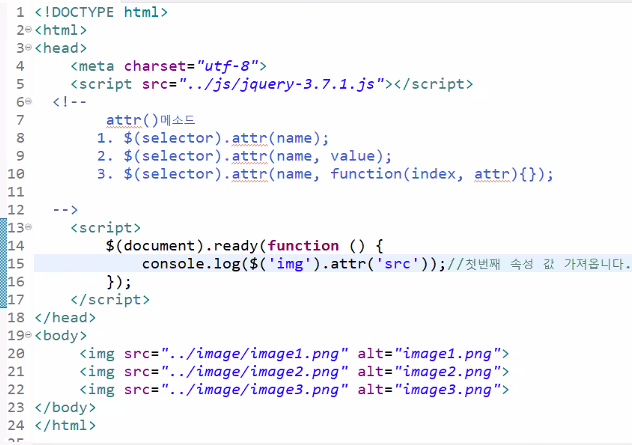 1 <!DOCTYPE html>
2 <html>
3 <head>
4 <meta charset="utf-8">
5 <script src="../js/jquery-3.7.1.js"></script>
6 <!--
7 attr()메소드
8 1. $(selector).attr(name);
9 2. $(selector).attr(name, value);
10 3. $(selector).attr(name, function(index, attr){});
11
12 -->
13 <script>
14 $(document).ready(function () {
15 console.log($('img').attr('src'));//첫번째 속성 값 가져옵니다.
16 });
17 </script>
18 </head>
19 <body>
20 <img src="../image/image1.png" alt="image1.png">
21 <img src="../image/image2.png" alt="image2.png">
22 <img src="../image/image3.png" alt="image3.png">
23 </body>
24 </html>